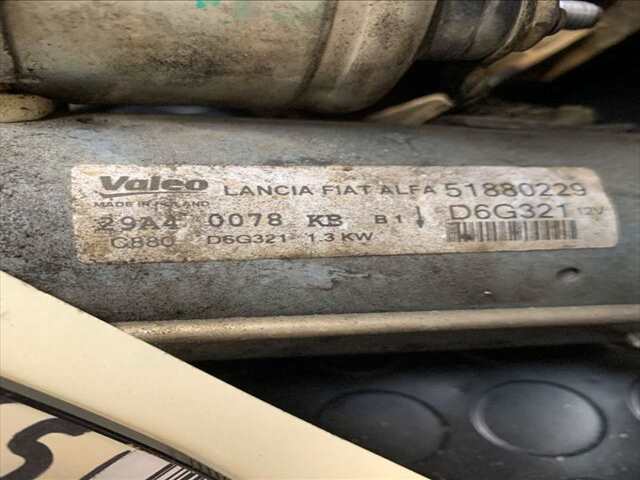 Valeo LANCIA FIAT ALFA 51880229
MADE IN POLAND
29A4 0078 KB B1 D6G321 12V
CB80 D6G321 1.3 KW
S